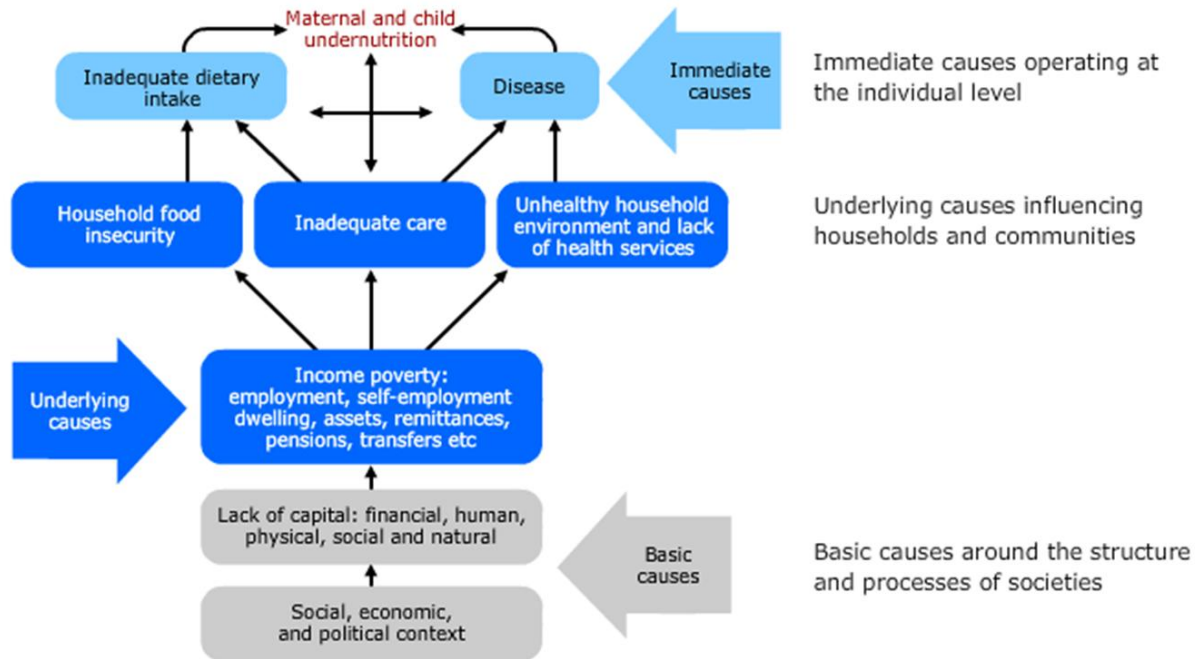 Maternal and child
undernutrition
Inadequate dietary
intake
Disease
Immediate
causes
Immediate causes operating at
the individual level
Household food
insecurity
Inadequate care
Unhealthy household
environment and lack
of health services
Underlying causes influencing
households and communities
Underlying
causes
Income poverty:
employment, self-employment
dwelling, assets, remittances,
pensions, transfers etc
Lack of capital: financial, human,
physical, social and natural
Basic
causes
Basic causes around the structure
and processes of societies
Social, economic,
and political context